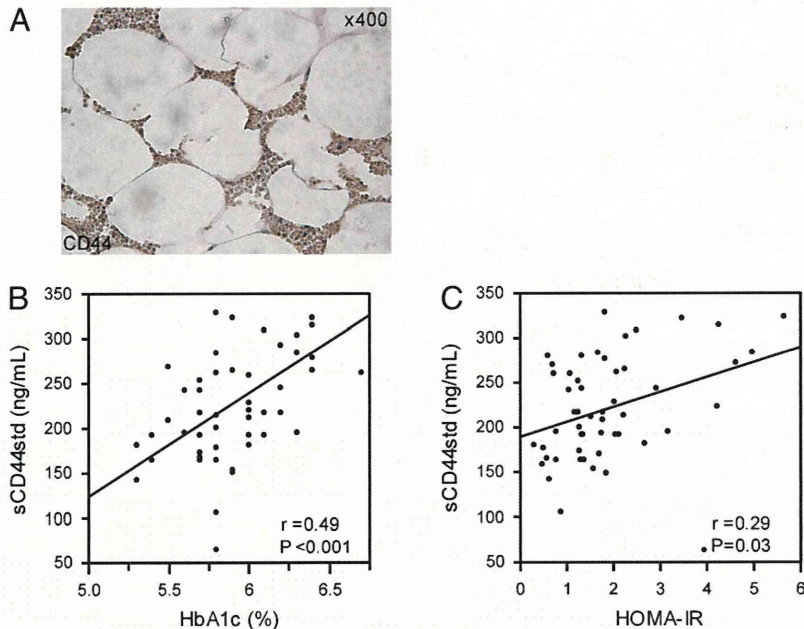 A
x400
CD44
B
350
300
250
200
150
100
50
sCD44std (ng/mL)
5.0
5.5
6
6.5
HbA1c (%)
r=0.49
P<0.001
C
350
300
250
200
150
100
50
sCD44std (ng/mL)
0
1
2
3
4
5
6
HOMA-IR
r=0.29
P=0.03